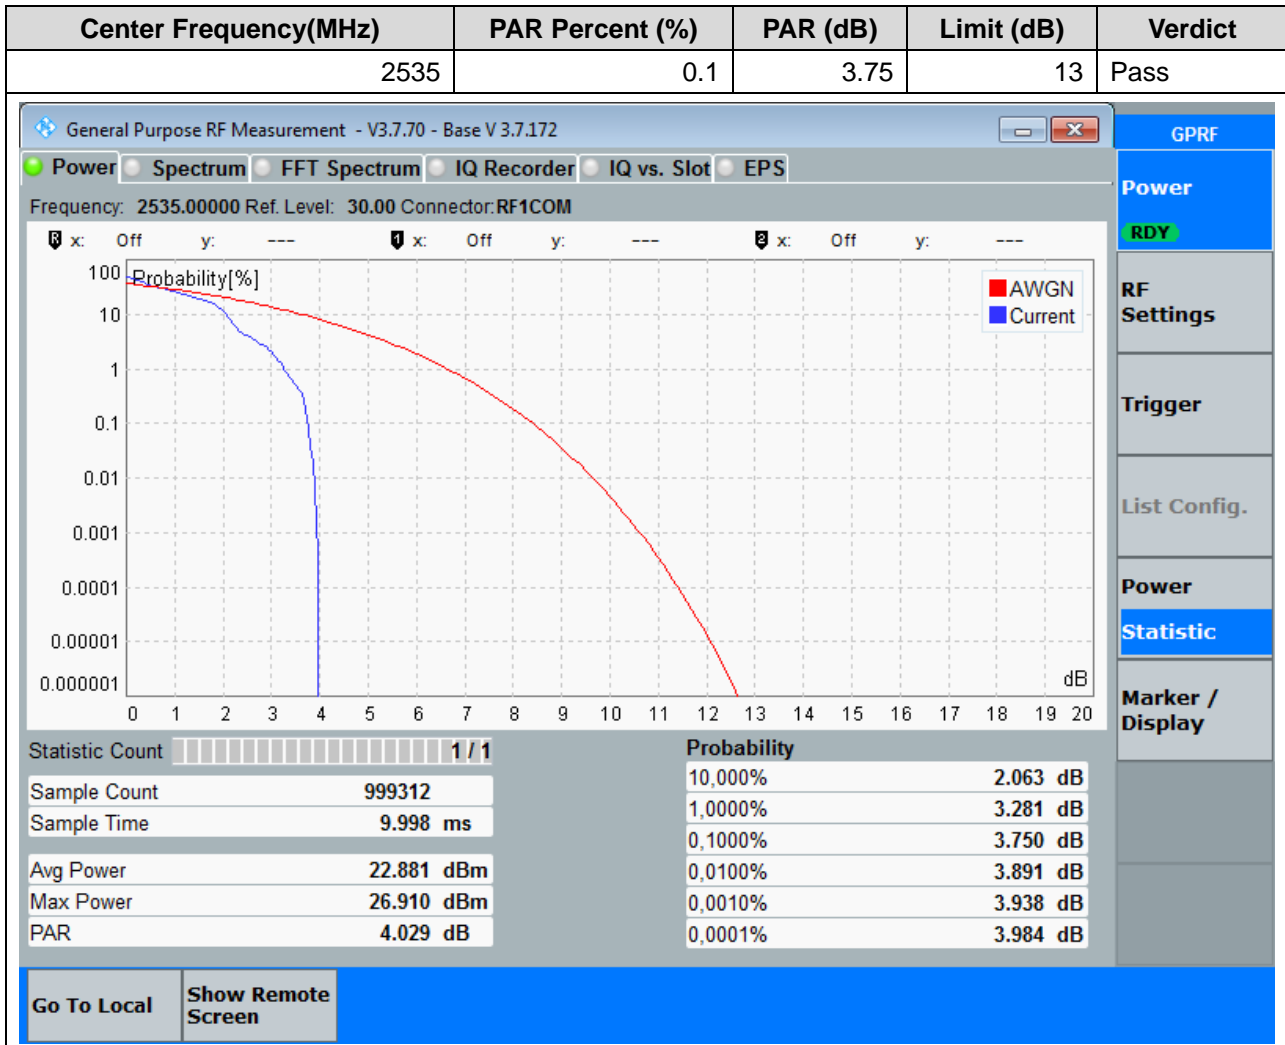 Center Frequency(MHz) PAR Percent (%) PAR (dB) Limit (dB) Verdict
2535 0.1 3.75 13 Pass
General Purpose RF Measurement - V3.7.70 - Base V 3.7.172
GPRF
Power Spectrum FFT Spectrum IQ Recorder IQ vs. Slot EPS
Frequency: 2535.00000 Ref. Level: 30.00 Connector:RF1COM
R x: Off y: --- 1 x: Off y: --- 2 x: Off y: ---
Probability[%]
100
10
1
0.1
0.01
0.001
0.0001
0.00001
0.000001
AWGN
Current
dB
0 1 2 3 4 5 6 7 8 9 10 11 12 13 14 15 16 17 18 19 20
Statistic Count 1 / 1
Sample Count 999312
Sample Time 9.998 ms
Avg Power 22.881 dBm
Max Power 26.910 dBm
PAR 4.029 dB
Probability
10,000% 2.063 dB
1,0000% 3.281 dB
0,1000% 3.750 dB
0,0100% 3.891 dB
0,0010% 3.938 dB
0,0001% 3.984 dB
Power
RDY
RF
Settings
Trigger
List Config.
Power
Statistic
Marker /
Display
Go To Local
Show Remote
Screen